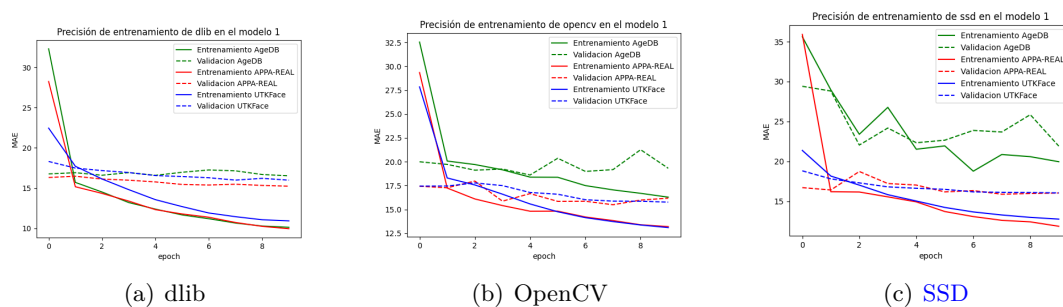 Precisión de entrenamiento de dlib en el modelo 1
Entrenamiento AgeDB
Validacion AgeDB
Entrenamiento APPA-REAL
Validacion APPA-REAL
Entrenamiento UTKFace
Validacion UTKFace
MAE
30
25
20
15
10
0
2
4
6
8
epoch
(a) dlib
Precisión de entrenamiento de opencv en el modelo 1
Entrenamiento AgeDB
Validacion AgeDB
Entrenamiento APPA-REAL
Validacion APPA-REAL
Entrenamiento UTKFace
Validacion UTKFace
MAE
32.5
30.0
27.5
25.0
22.5
20.0
17.5
15.0
12.5
0
2
4
6
8
epoch
(b) OpenCV
Precisión de entrenamiento de ssd en el modelo 1
Entrenamiento AgeDB
Validacion AgeDB
Entrenamiento APPA-REAL
Validacion APPA-REAL
Entrenamiento UTKFace
Validacion UTKFace
MAE
35
30
25
20
15
0
2
4
6
8
epoch
(c) SSD